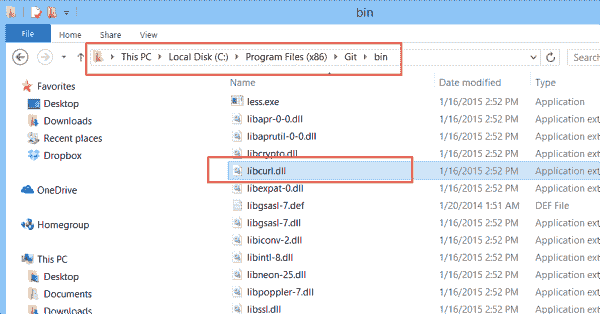 bin
File Home Share View
This PC Local Disk (C:) Program Files (x86) Git bin
Search
Name Date modified Type
Favorites
Desktop
Downloads
Recent places
Dropbox
OneDrive
Homegroup
This PC
Desktop
Documents
Downloads
less.exe 1/16/2015 2:52 PM Application
libapr-0-0.dll 1/16/2015 2:52 PM Application ext
libaprutil-0-0.dll 1/16/2015 2:52 PM Application ext
libcrypto.dll 1/16/2015 2:52 PM Application ext
libcurl.dll 1/16/2015 2:52 PM Application ext
libexpat-0.dll 1/16/2015 2:52 PM Application ext
libgsasl-7.def 1/20/2014 1:51 AM DEF File
libgsasl-7.dll 1/16/2015 2:52 PM Application ext
libiconv-2.dll 1/16/2015 2:52 PM Application ext
libintl-8.dll 1/16/2015 2:52 PM Application ext
libneon-25.dll 1/16/2015 2:52 PM Application ext
libpoppler-7.dll 1/16/2015 2:52 PM Application ext
libssl.dll 1/16/2015 2:52 PM Application ext